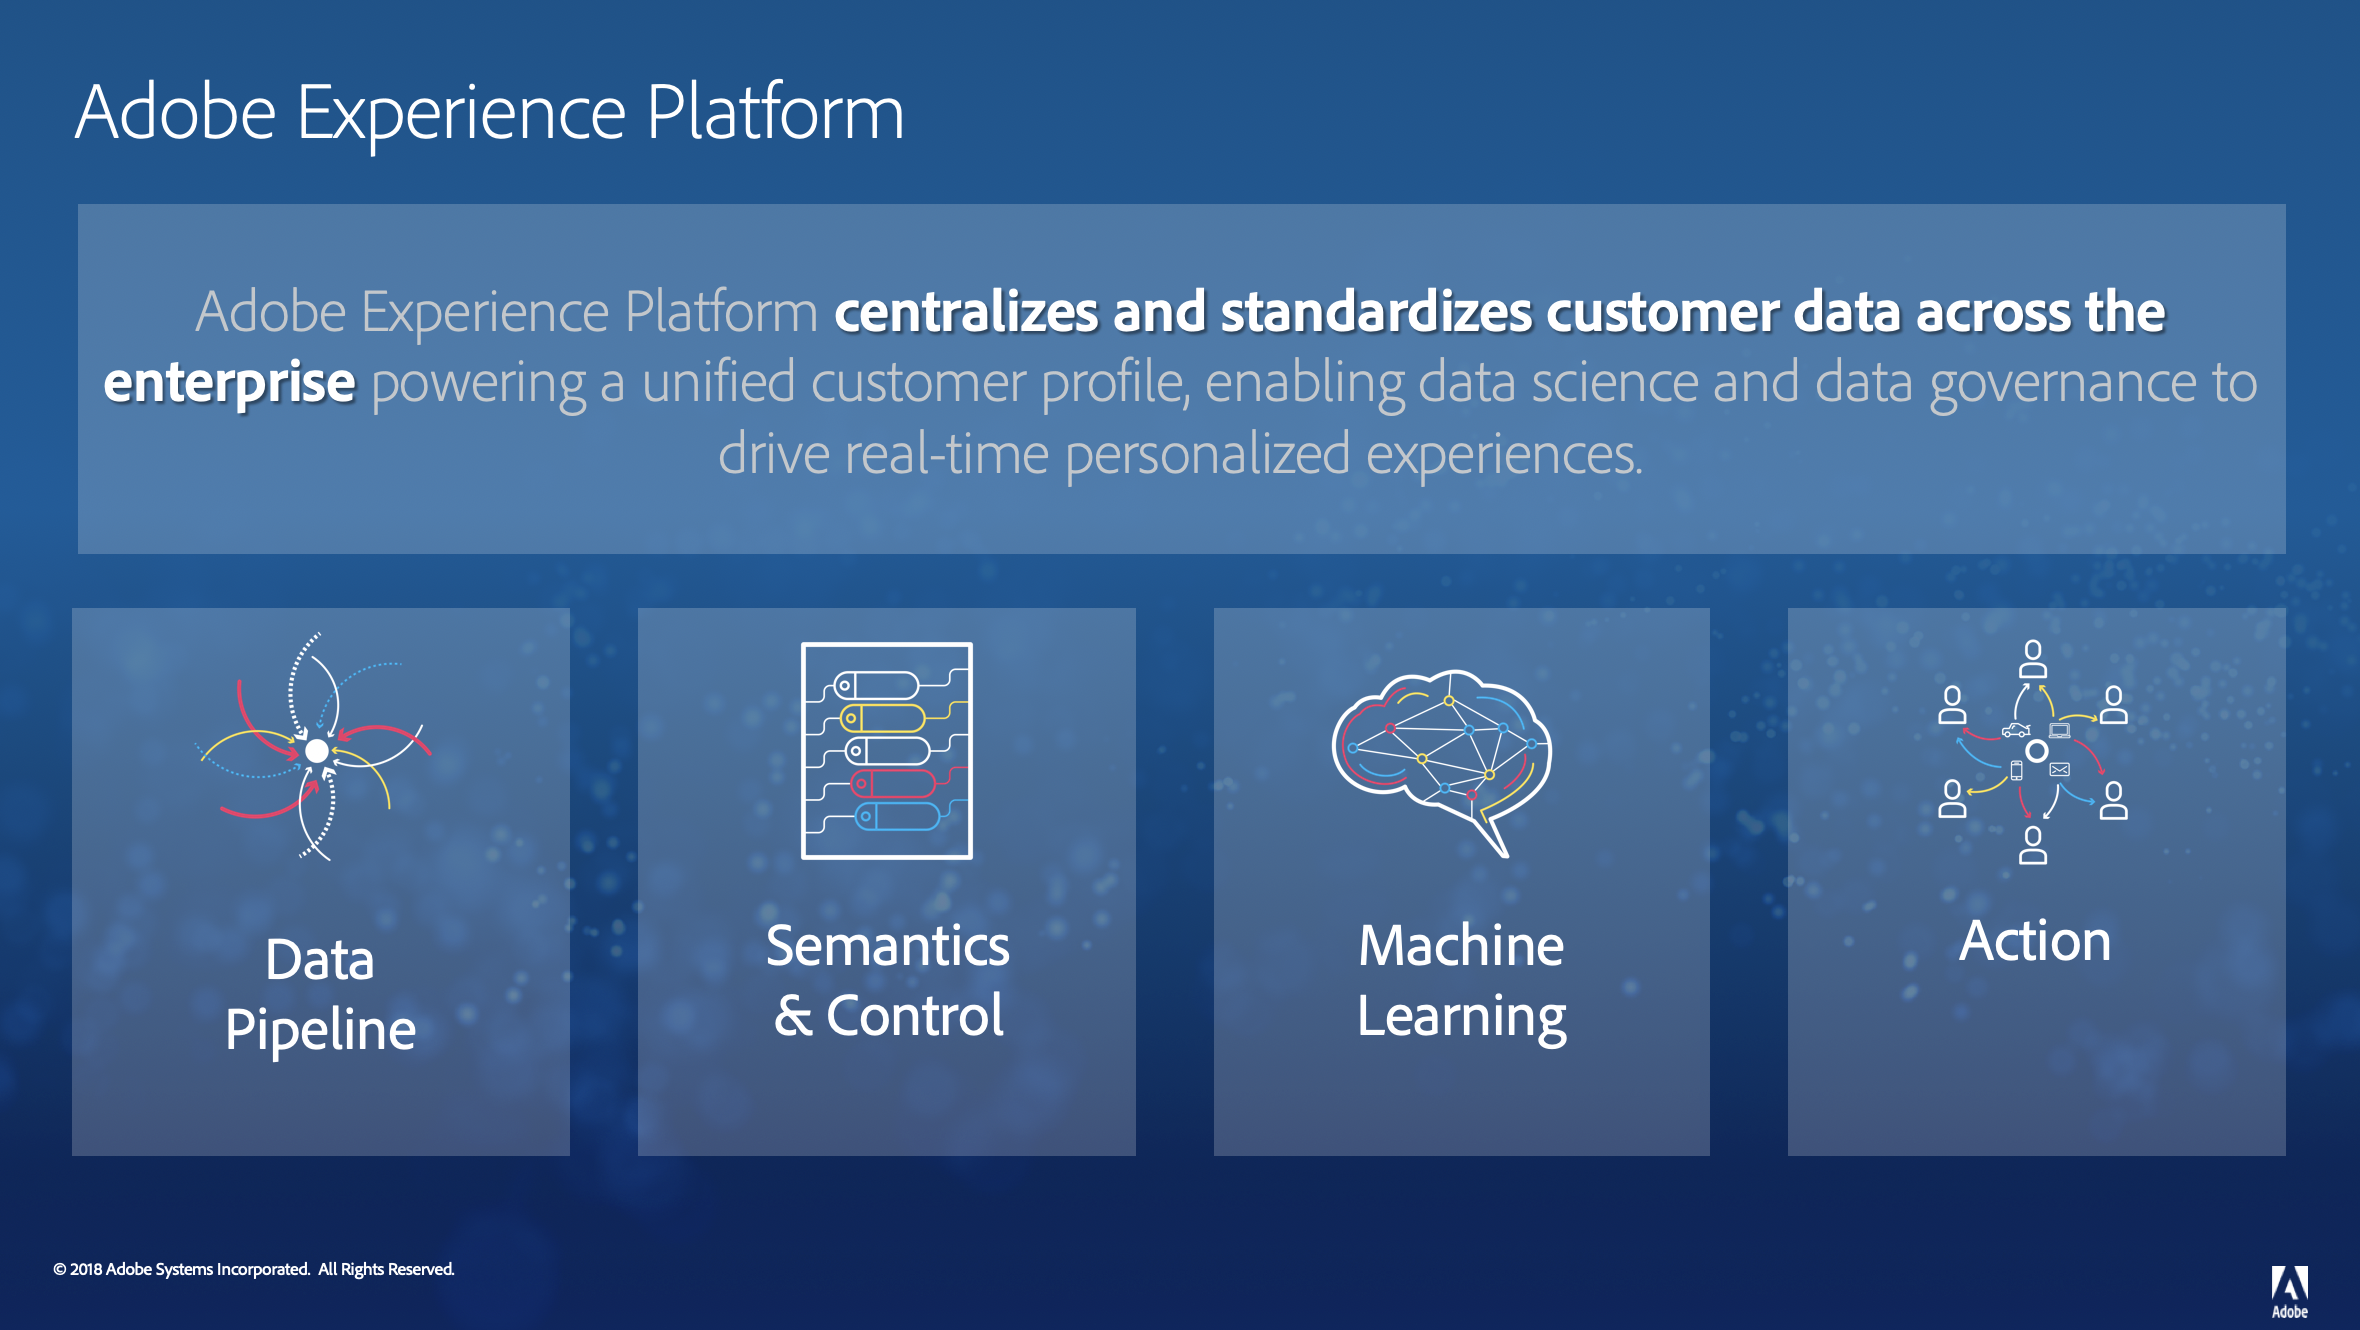 Adobe Experience Platform
Adobe Experience Platform centralizes and standardizes customer data across the
enterprise powering a unified customer profile, enabling data science and data governance to
drive real-time personalized experiences.
Data
Pipeline
Semantics
& Control
Machine
Learning
Action
© 2018 Adobe Systems Incorporated.  All Rights Reserved.
Adobe